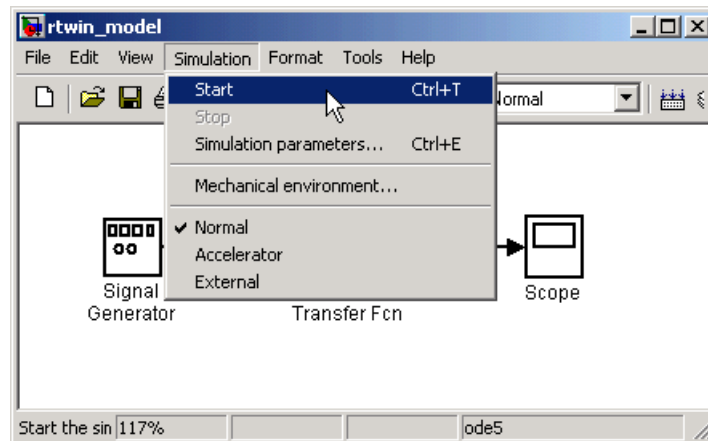 rtwin_model
File Edit View Simulation Format Tools Help
Start Ctrl+T
Normal
Stop
Simulation parameters... Ctrl+E
Mechanical environment...
Normal
Accelerator
External
Signal Generator
Transfer Fcn
Scope
Start the sin 117% ode5